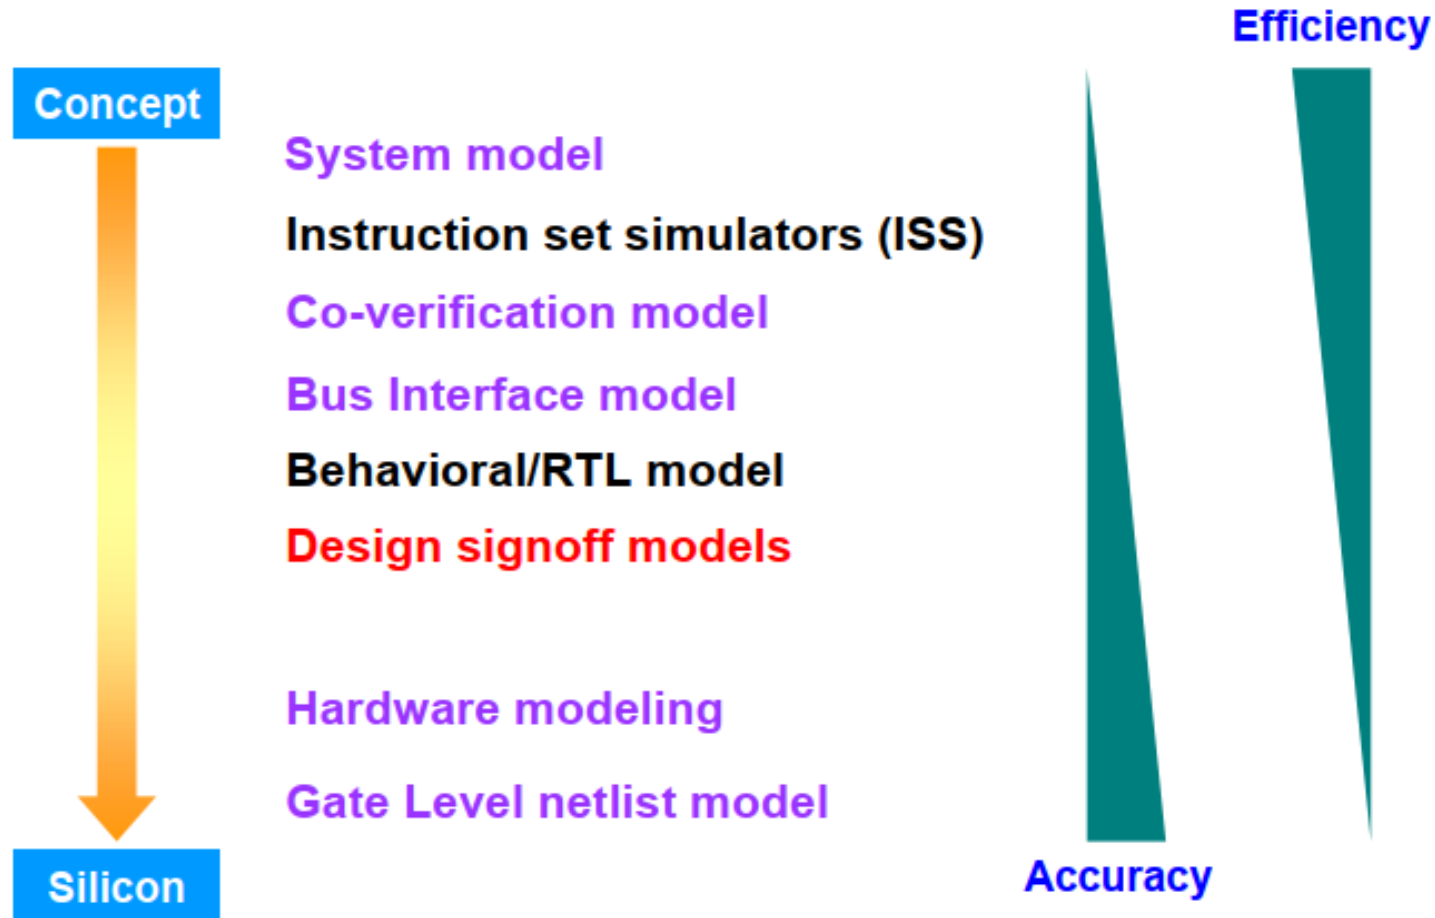 Efficiency
Concept
System model
Instruction set simulators (ISS)
Co-verification model
Bus Interface model
Behavioral/RTL model
Design signoff models
Hardware modeling
Gate Level netlist model
Accuracy
Silicon